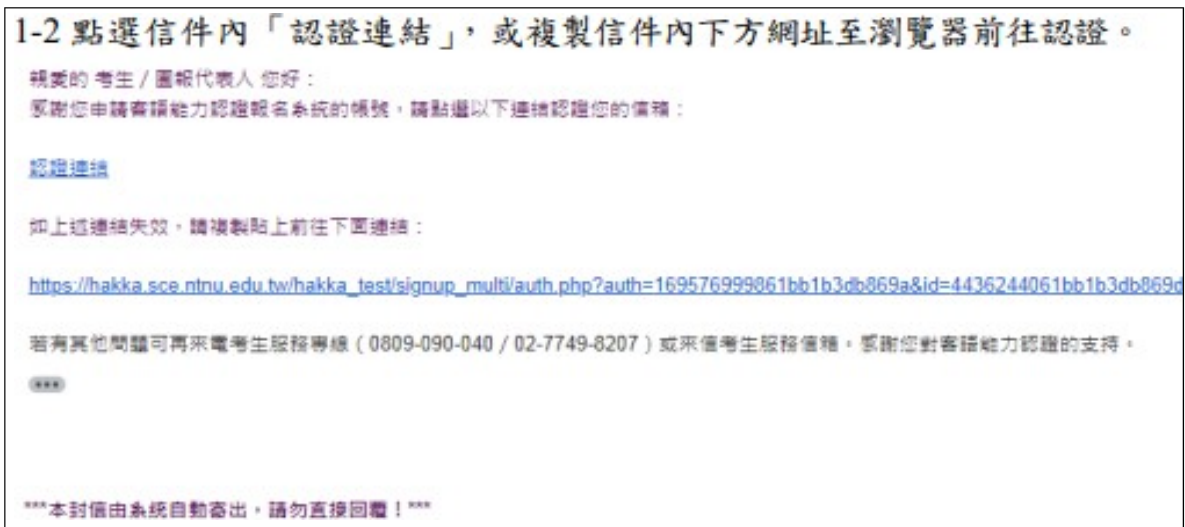 1-2 點選信件內「認證連結」，或複製信件內下方網址至瀏覽器前往認證。
親愛的 考生 / 團報代表人 您好：
感謝您申請客語能力認證報名系統的帳號，請點選以下連結認證您的信箱：
認證連結
如上述連結失效，請複製貼上前往下面連結：
https://hakka.sce.ntnu.edu.tw/hakka_test/signup_multi/auth.php?auth=169576999861bb1b3db869a&id=4436244061bb1b3db869d
若有其他問題可再來電考生服務專線（0809-090-040 / 02-7749-8207）或來信考生服務信箱，感謝您對客語能力認證的支持。
***本封信由系統自動寄出，請勿直接回覆！***